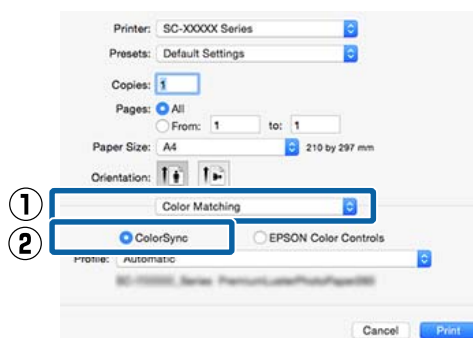 Printer: SC-XXXXX Series
Presets: Default Settings
Copies: 1
Pages: All
From: 1 to: 1
Paper Size: A4 210 by 297 mm
Orientation:
① Color Matching
② ColorSync EPSON Color Controls
Profile: Automatic
Cancel Print